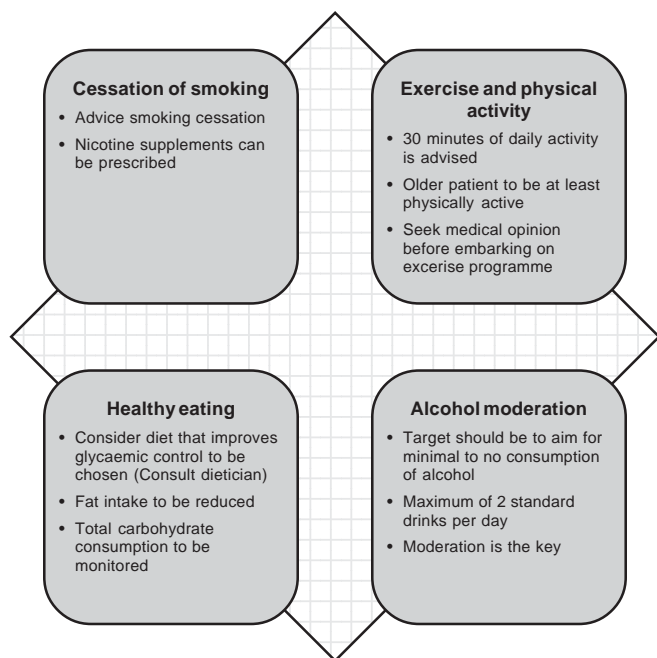 Cessation of smoking
• Advice smoking cessation
• Nicotine supplements can
be prescribed
Exercise and physical
activity
• 30 minutes of daily activity
is advised
• Older patient to be at least
physically active
• Seek medical opinion
before embarking on
excerise programme
Healthy eating
• Consider diet that improves
glycaemic control to be
chosen (Consult dietician)
• Fat intake to be reduced
• Total carbohydrate
consumption to be
monitored
Alcohol moderation
• Target should be to aim for
minimal to no consumption
of alcohol
• Maximum of 2 standard
drinks per day
• Moderation is the key